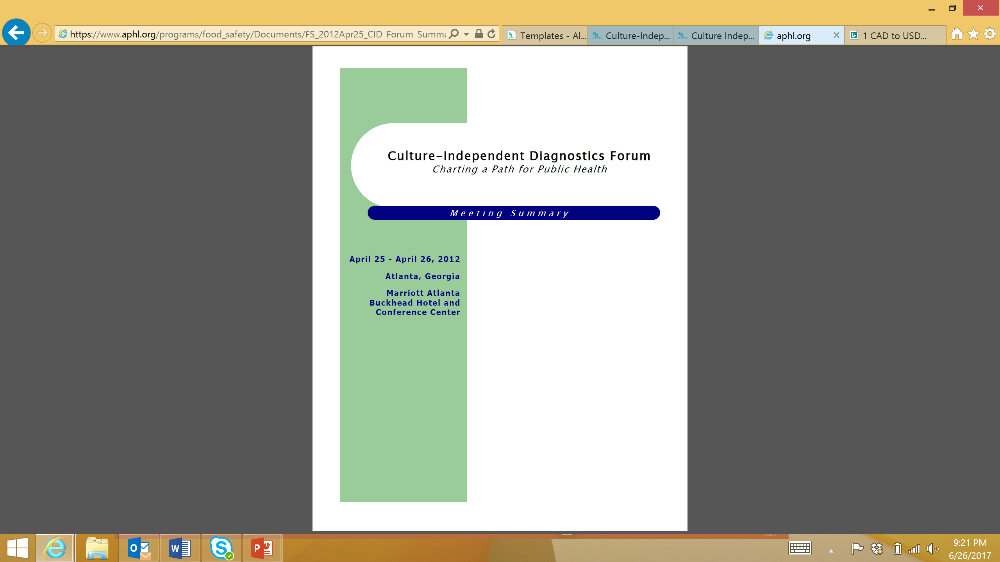 https://www.aphl.org/programs/food_safety/Documents/FS_2012Apr25_CID-Forum-Summa
Templates - Al...
Culture-Indep...
Culture Indep...
aphl.org
1 CAD to USD...
Culture-Independent Diagnostics Forum
Charting a Path for Public Health
Meeting Summary
April 25 - April 26, 2012
Atlanta, Georgia
Marriott Atlanta
Buckhead Hotel and
Conference Center
9:21 PM
6/26/2017